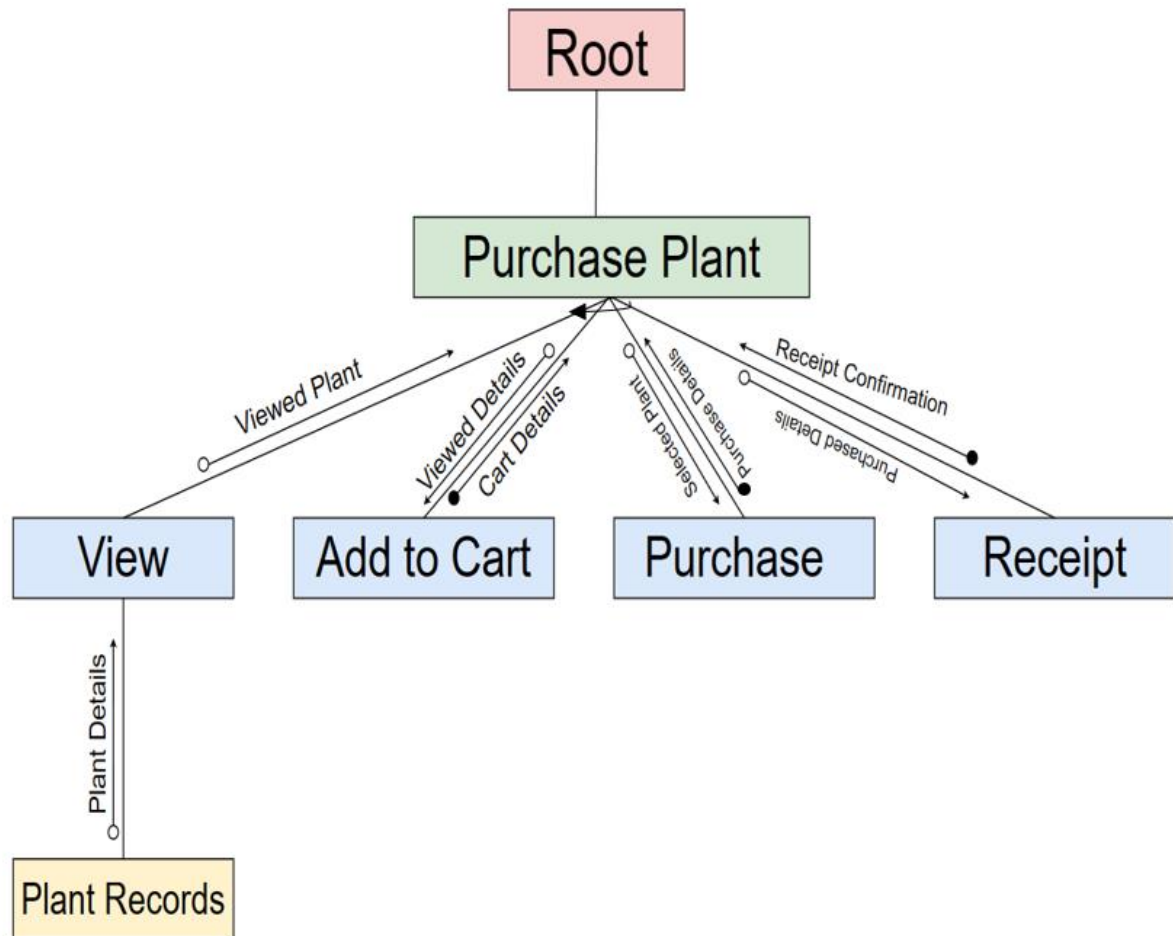 Root
Purchase Plant
Viewed Plant
Viewed Details
Cart Details
Selected Plant
Purchase Details
Receipt Confirmation
Purchased Details
View
Add to Cart
Purchase
Receipt
Plant Details
Plant Records